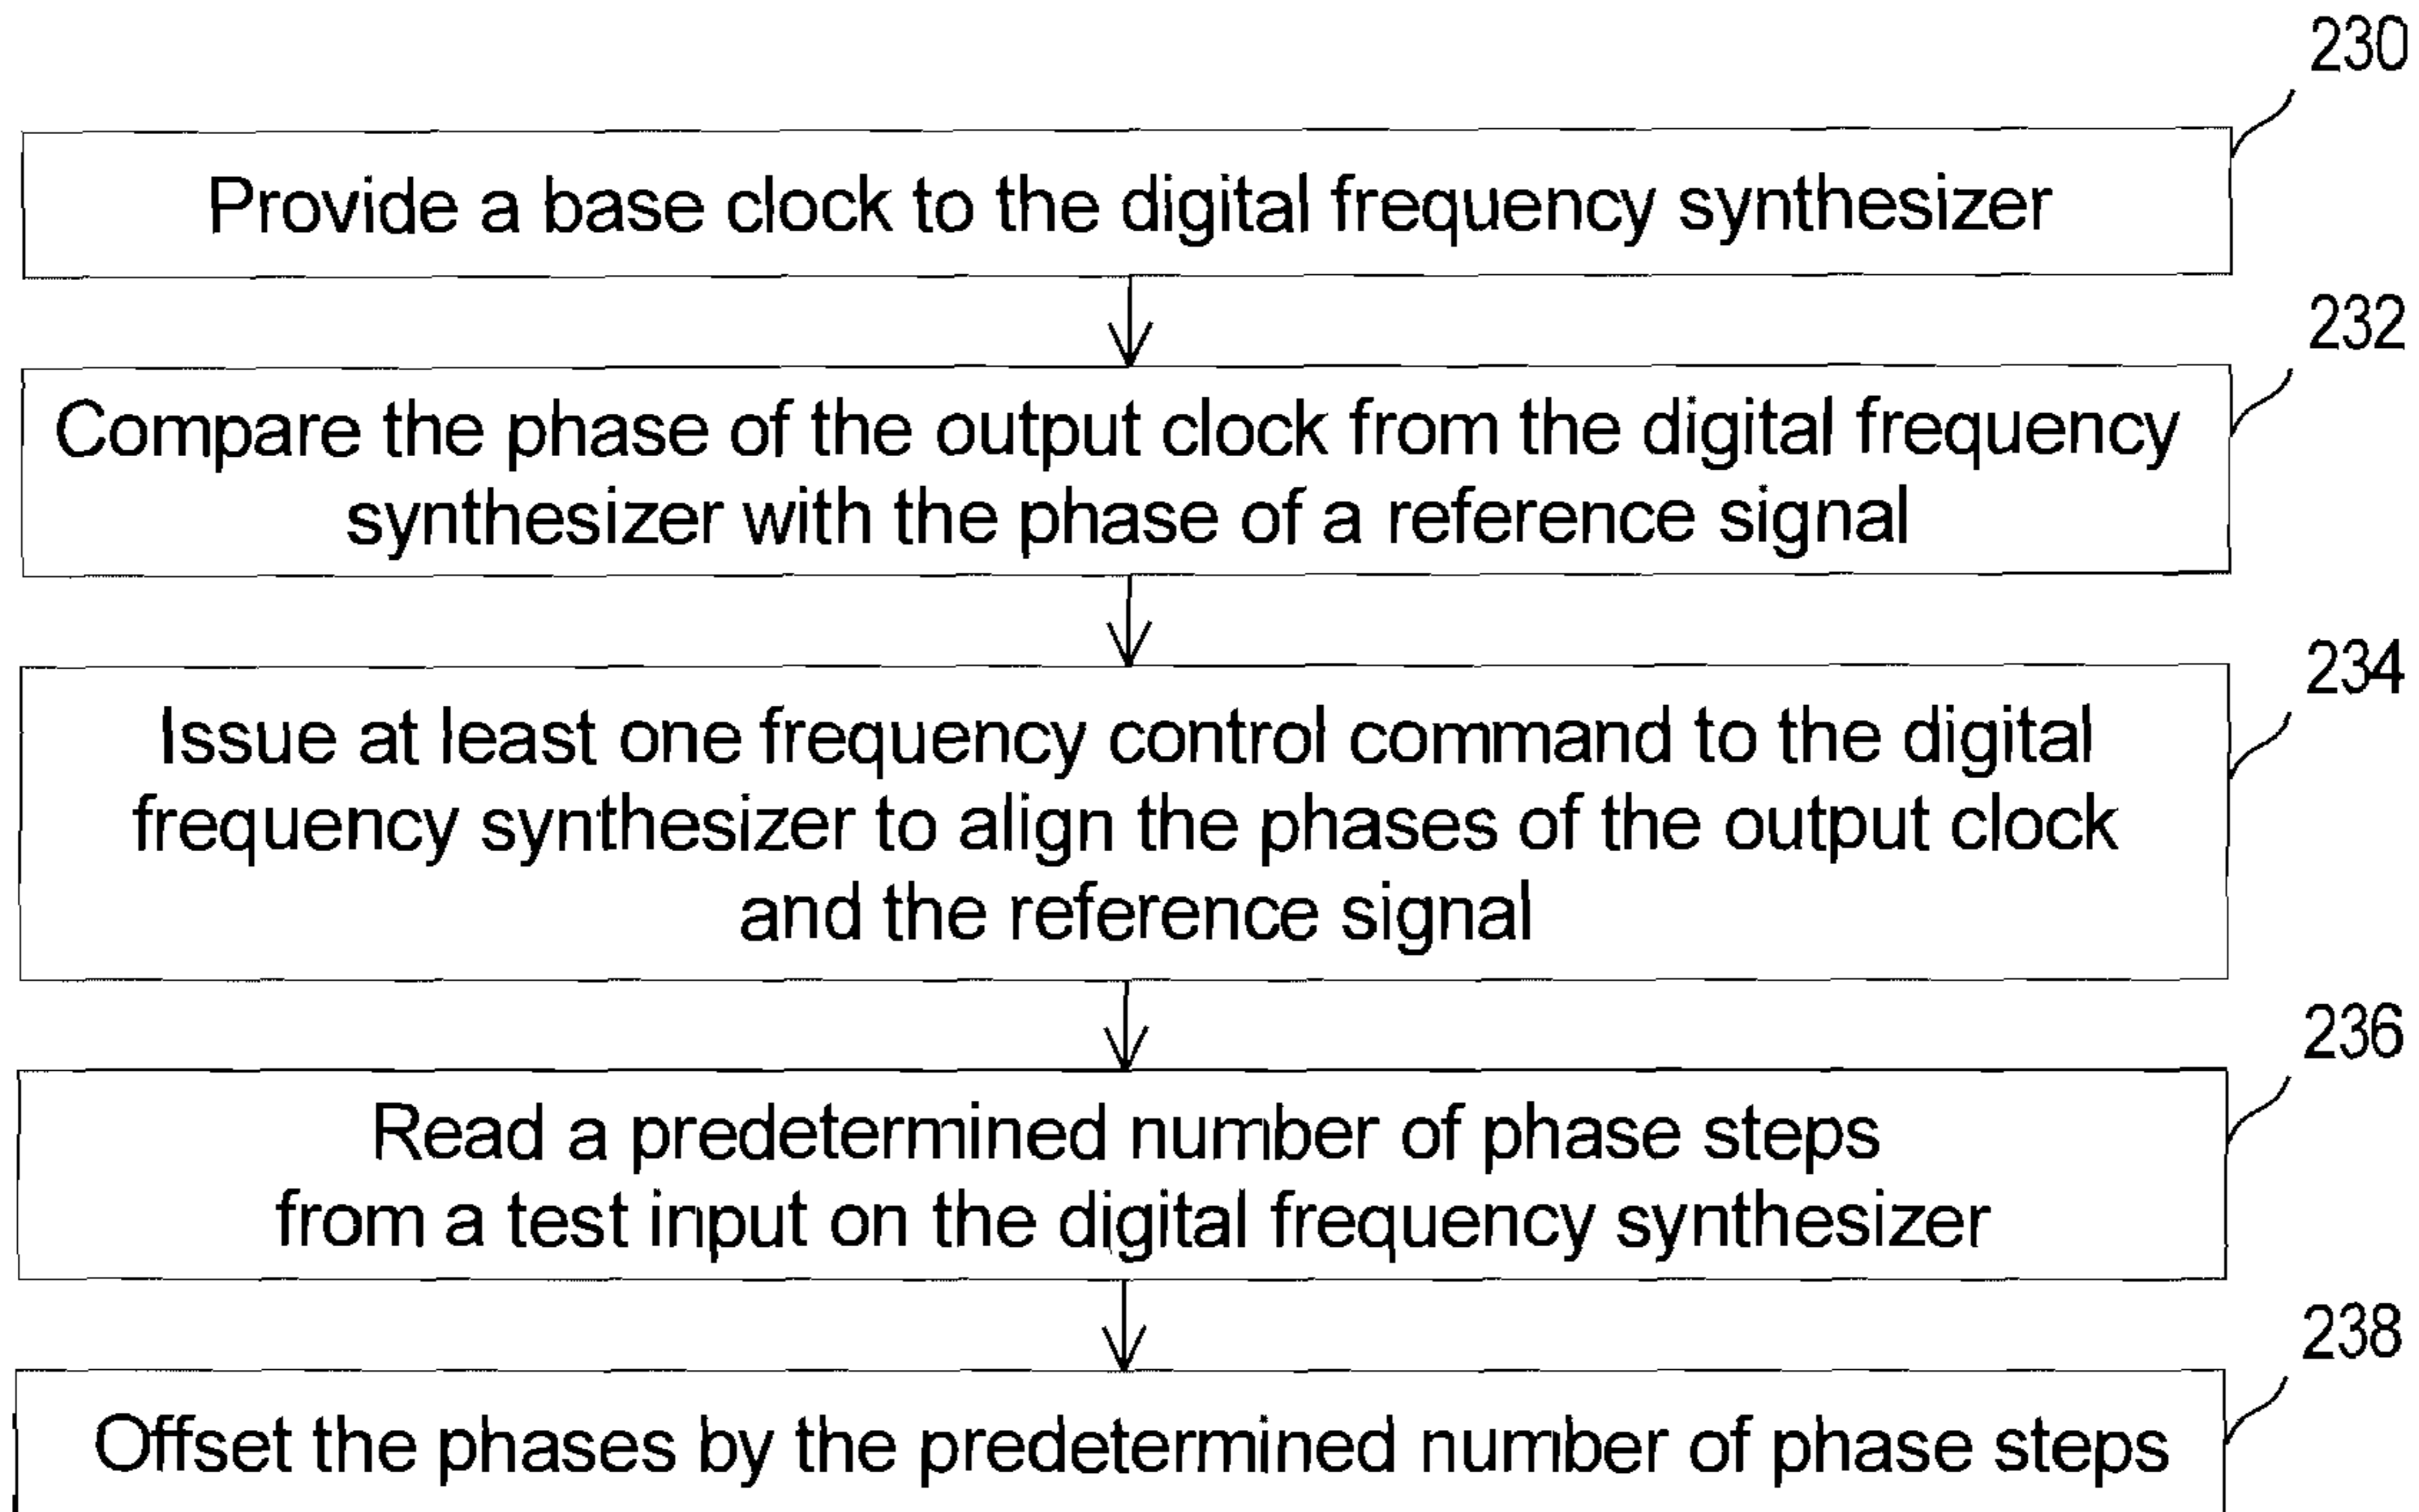 230
Provide a base clock to the digital frequency synthesizer
232
Compare the phase of the output clock from the digital frequency
synthesizer with the phase of a reference signal
234
Issue at least one frequency control command to the digital
frequency synthesizer to align the phases of the output clock
and the reference signal
236
Read a predetermined number of phase steps
from a test input on the digital frequency synthesizer
238
Offset the phases by the predetermined number of phase steps